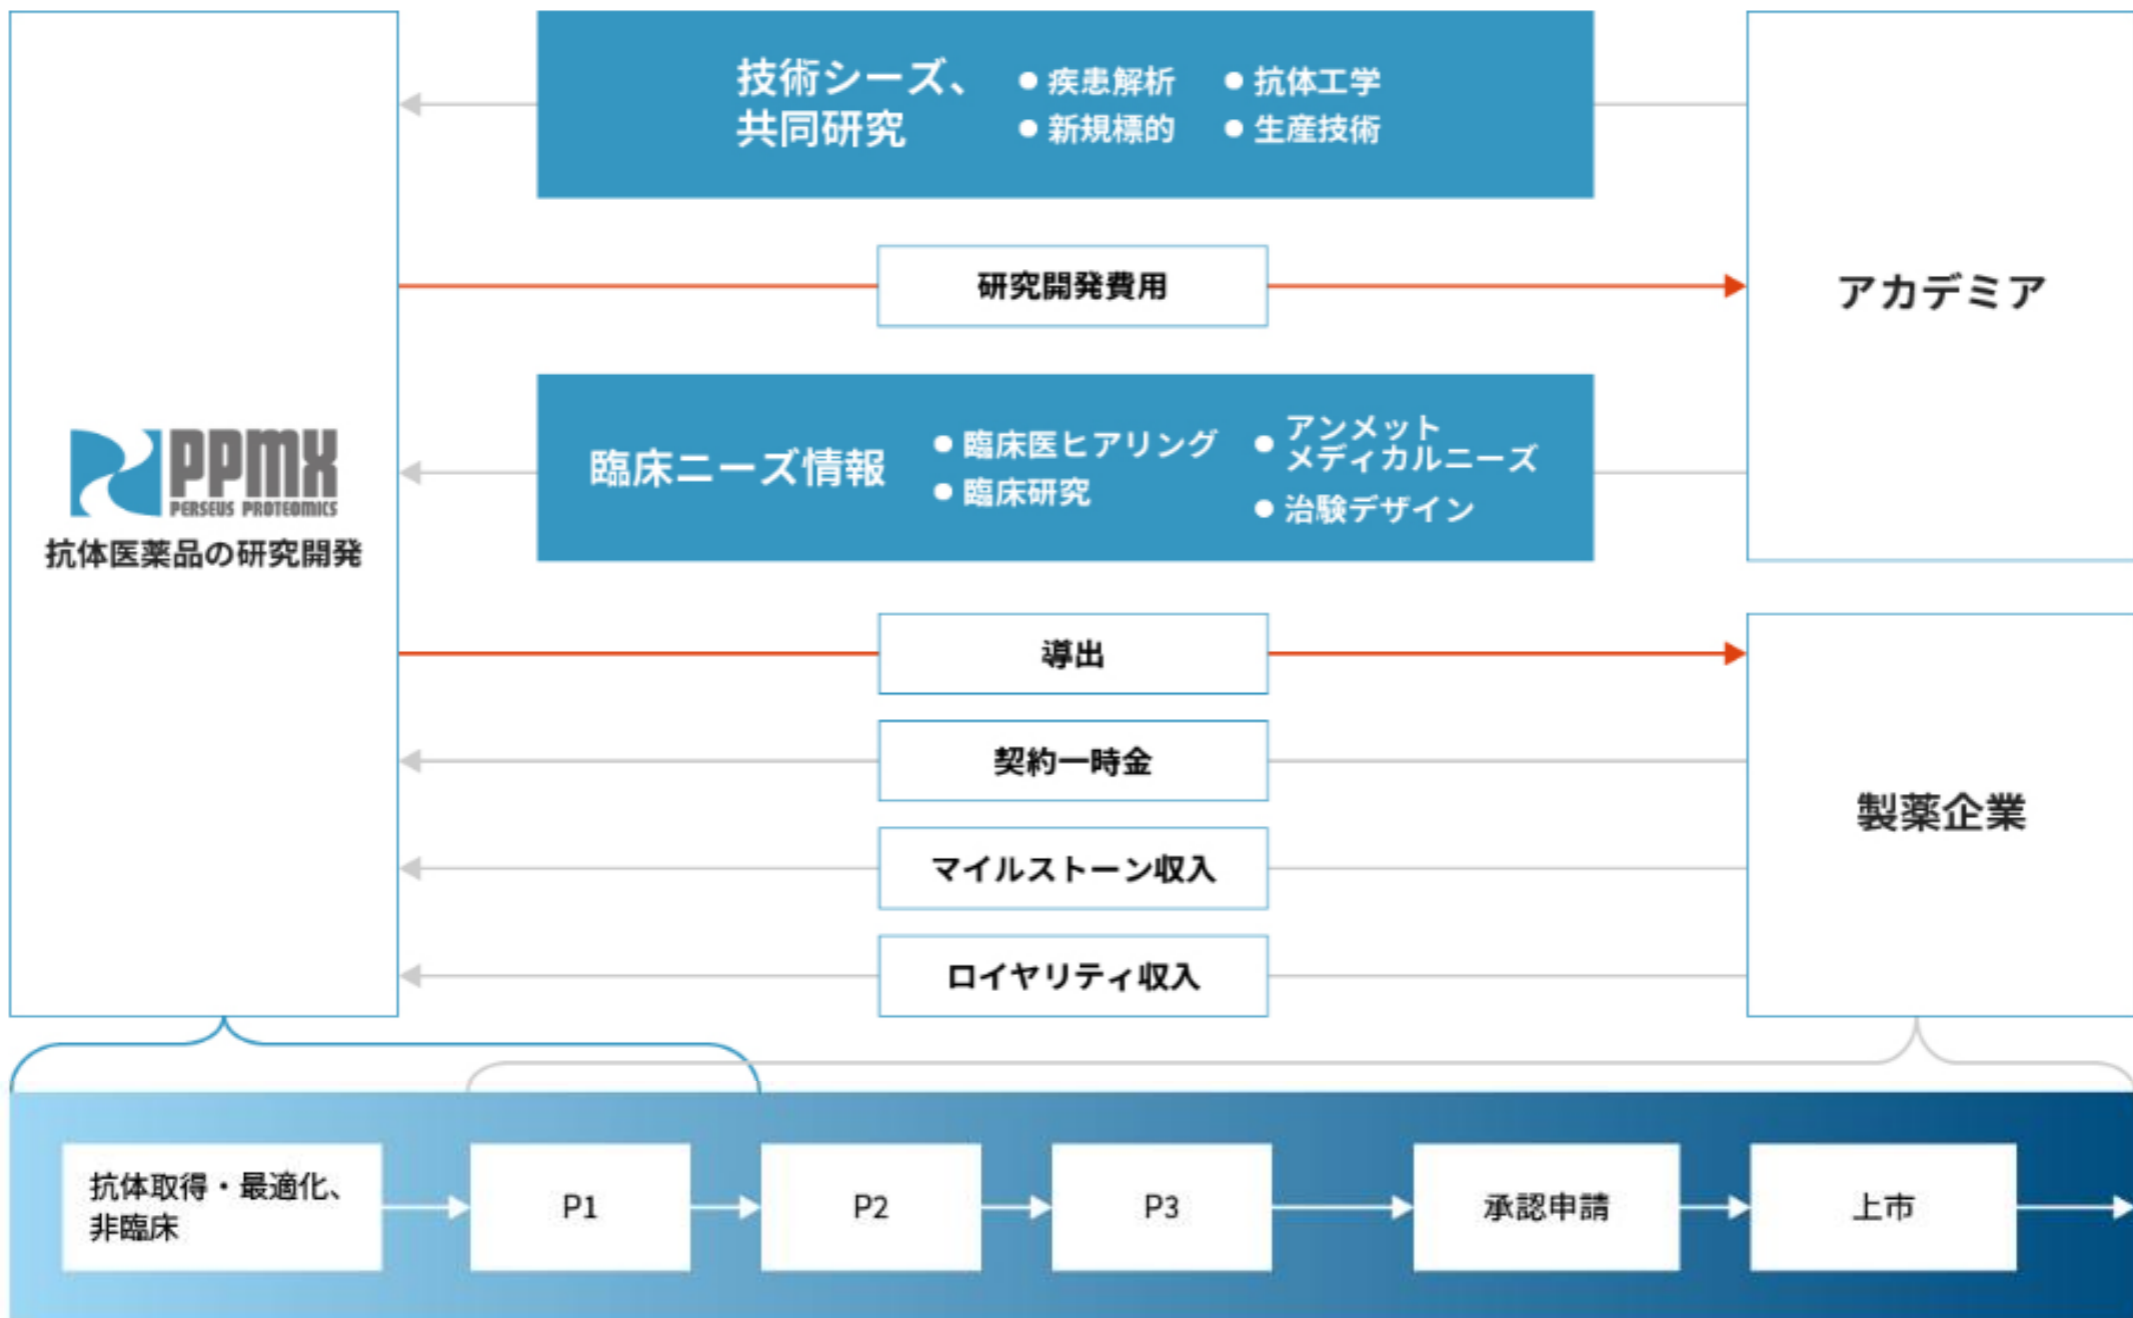 技術シーズ、
共同研究
● 疾患解析
● 新規標的
● 抗体工学
● 生産技術
研究開発費用
アカデミア
臨床ニーズ情報
● 臨床医ヒアリング
● 臨床研究
● アンメット
メディカルニーズ
● 治験デザイン
PPMX
PERSEUS PROTEOMICS
抗体医薬品の研究開発
導出
契約一時金
マイルストーン収入
ロイヤリティ収入
製薬企業
抗体取得・最適化、
非臨床
P1
P2
P3
承認申請
上市